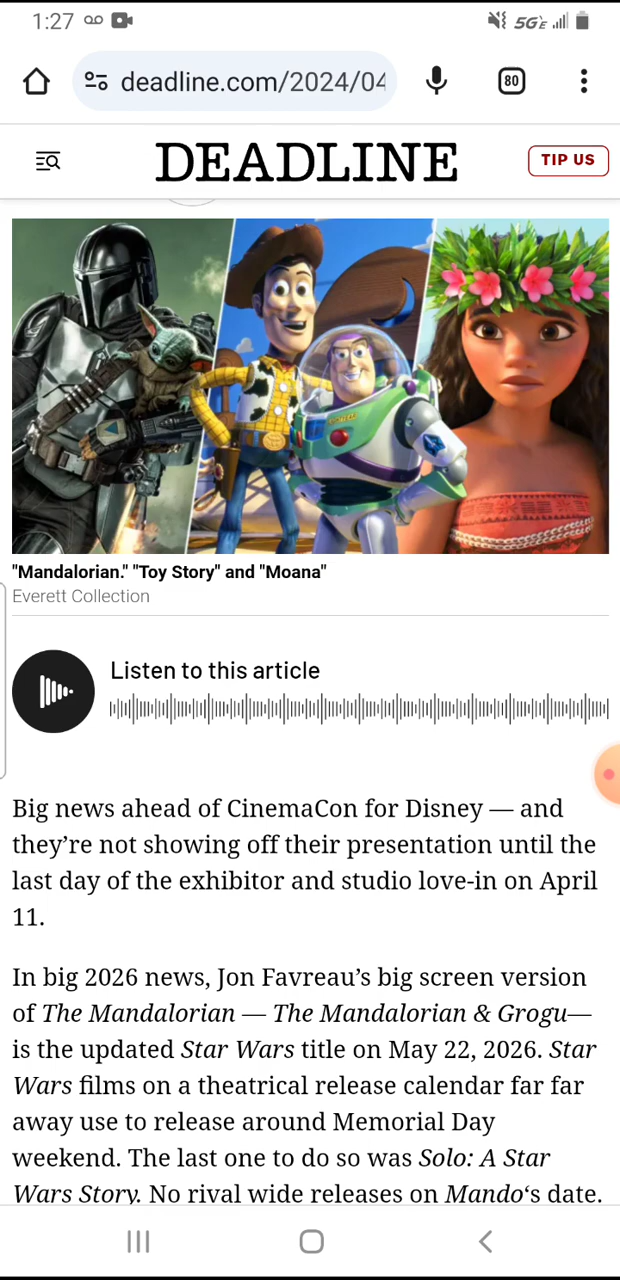 1:27
5GE
deadline.com/2024/04
80
DEADLINE
TIP US
"Mandalorian." "Toy Story" and "Moana"
Everett Collection
Listen to this article
Big news ahead of CinemaCon for Disney — and
they’re not showing off their presentation until the
last day of the exhibitor and studio love-in on April
11.
In big 2026 news, Jon Favreau’s big screen version
of The Mandalorian — The Mandalorian & Grogu—
is the updated Star Wars title on May 22, 2026. Star
Wars films on a theatrical release calendar far far
away use to release around Memorial Day
weekend. The last one to do so was Solo: A Star
Wars Story. No rival wide releases on Mando‘s date.